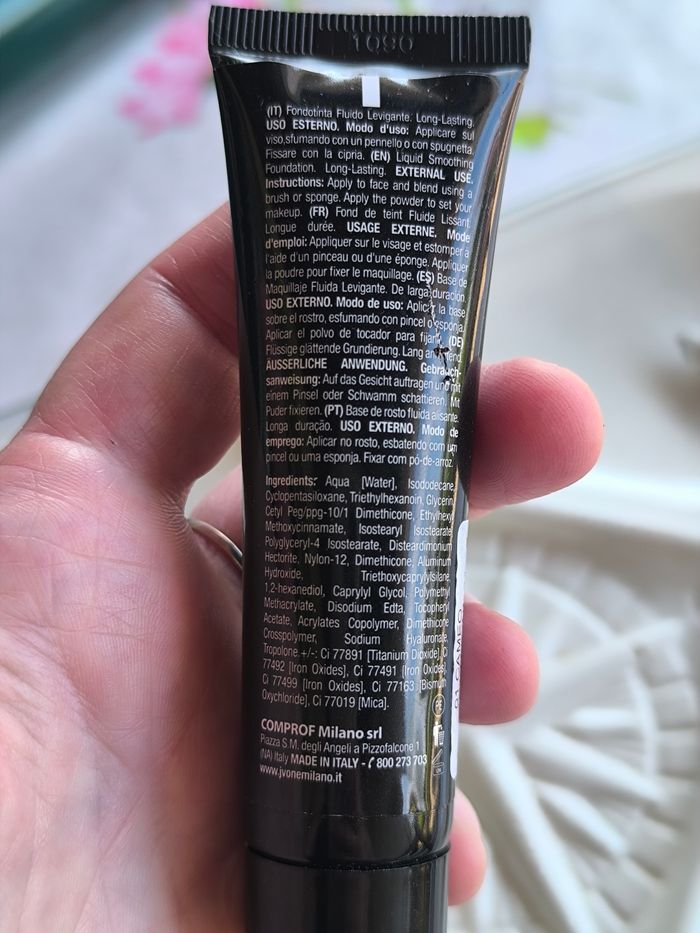 1090
(IT) Fondotinta Fluido Levigante. Long-Lasting.
USO ESTERNO. Modo d'uso: Applicare sul
viso,sfumando con un pennello o con spugnetta.
Fissare con la cipria. (EN) Liquid Smoothing
Foundation. Long-Lasting. EXTERNAL USE.
Instructions: Apply to face and blend using a
brush or sponge. Apply the powder to set your
makeup. (FR) Fond de teint Fluide Lissant.
Longue durée. USAGE EXTERNE. Mode
d'emploi: Appliquer sur le visage et estomper à
l'aide d'un pinceau ou d'une éponge. Appliquer
la poudre pour fixer le maquillage. (ES) Base de
Maquillaje Fluida Levigante. De larga duración.
USO EXTERNO. Modo de uso: Aplicar la base
sobre el rostro, esfumando con pincel o esponja.
Aplicar el polvo de tocador para (DE)
Flüssige glättende Grundierung. Lang
ÄUSSERLICHE ANWENDUNG. Gebrauch-
sanweisung: Auf das Gesicht auftragen und mit
einem Pinsel oder Schwamm schattieren. Mit
Puder fixieren. (PT) Base de rosto fluida alisante.
Longa duração. USO EXTERNO. Modo de
emprego: Aplicar no rosto, esbatendo com um
pincel ou uma esponja. Fixar com pó-de-arroz.
Ingredients: Aqua [Water], Isododecane,
Cyclopentasiloxane, Triethylhexanoin, Glycerin,
Cetyl Peg/ppg-10/1 Dimethicone, Ethylhexyl
Methoxycinnamate, Isostearyl Isostearate,
Polyglyceryl-4 Isostearate, Disteardimonium
Hectorite, Nylon-12, Dimethicone, Aluminum
Hydroxide, Triethoxycaprylylsilane,
1,2-hexanediol, Caprylyl Glycol, Polymethyl
Methacrylate, Disodium Edta, Tocopheryl
Acetate, Acrylates Copolymer, Dimethicone
Crosspolymer, Sodium Hyaluronate,
Tropolone.+/-: Ci 77891 [Titanium Dioxide], Ci
77492 [Iron Oxides], Ci 77491 [Iron Oxides],
Ci 77499 [Iron Oxides], Ci 77163 [Bismuth
Oxychloride], Ci 77019 [Mica].
COMPROF Milano srl
Piazza S.M. degli Angeli a Pizzofalcone 1
(NA) Italy MADE IN ITALY - 800 273 703
www.jvonemilano.it
01 CAMEO
PE